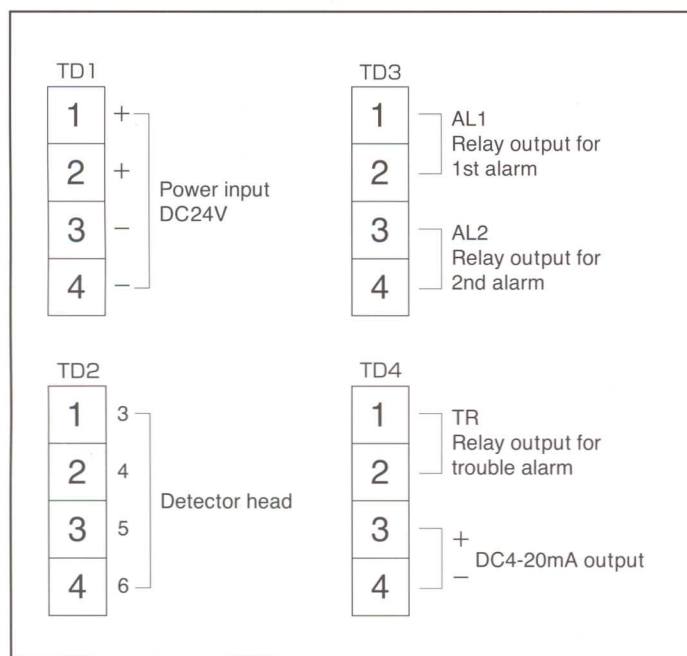 TD1
1 +
2 +
3 −
4 −
Power input
DC24V
TD3
1
2
3
4
AL1
Relay output for
1st alarm
AL2
Relay output for
2nd alarm
TD2
1 3
2 4
3 5
4 6
Detector head
TD4
1
2
3 +
4 −
TR
Relay output for
trouble alarm
DC4-20mA output